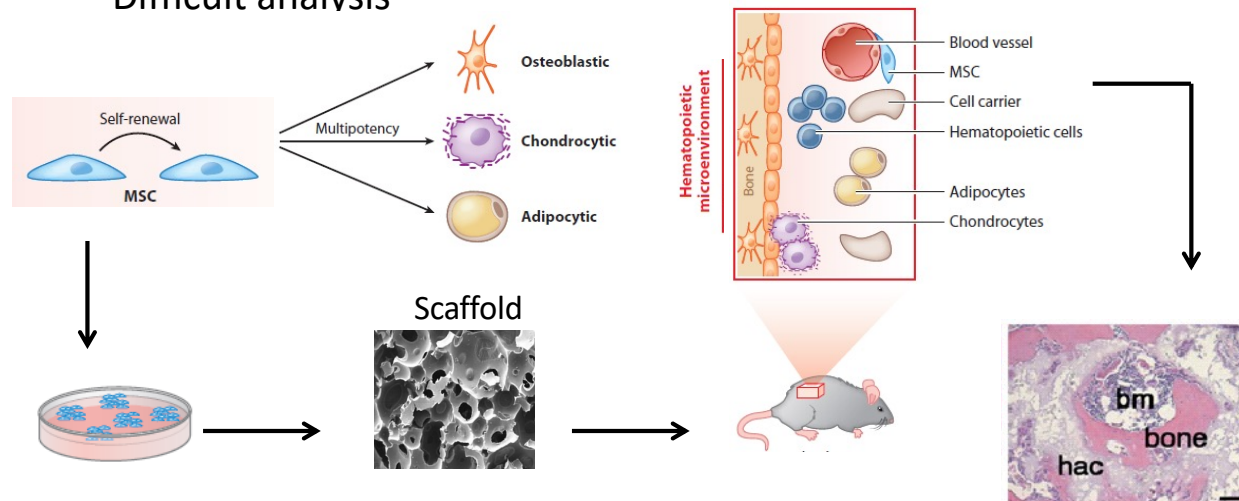 Difficult analysis
Self-renewal
MSC
Multipotency
Osteoblastic
Chondrocytic
Adipocytic
Hematopoietic
microenvironment
Bone
Blood vessel
MSC
Cell carrier
Hematopoietic cells
Adipocytes
Chondrocytes
Scaffold
bm
bone
hac